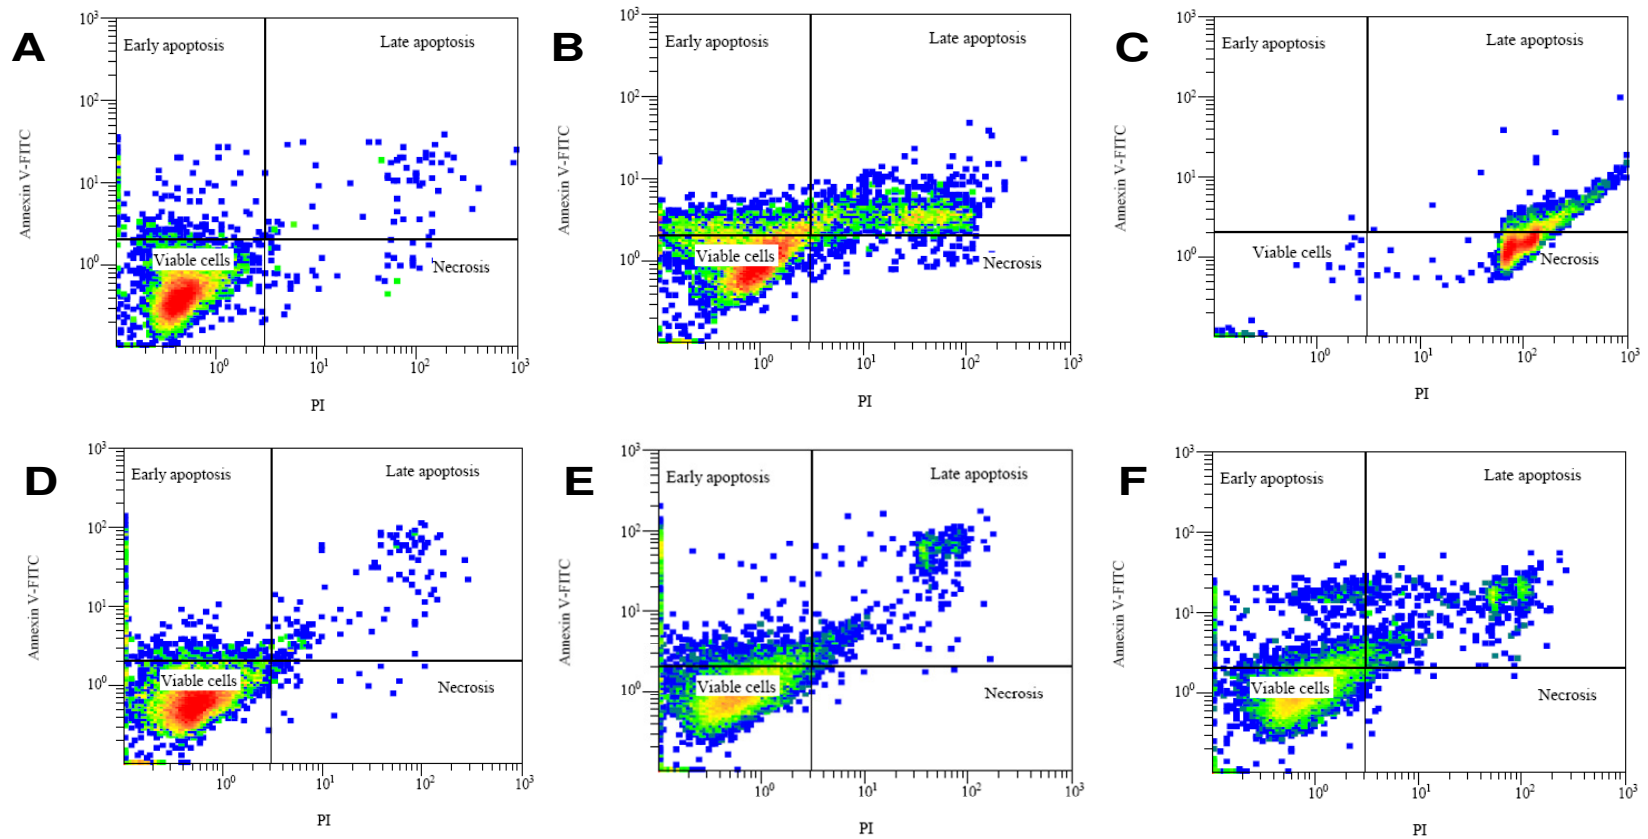 A
Early apoptosis
Late apoptosis
Viable cells
Necrosis
10³
10²
10¹
10⁰
10⁰
10¹
10²
10³
Annexin V-FITC
PI
B
Early apoptosis
Late apoptosis
Viable cells
Necrosis
10³
10²
10¹
10⁰
10⁰
10¹
10²
10³
Annexin V-FITC
PI
C
Early apoptosis
Late apoptosis
Viable cells
Necrosis
10³
10²
10¹
10⁰
10⁰
10¹
10²
10³
Annexin V-FITC
PI
D
Early apoptosis
Late apoptosis
Viable cells
Necrosis
10³
10²
10¹
10⁰
10⁰
10¹
10²
10³
Annexin V-FITC
PI
E
Early apoptosis
Late apoptosis
Viable cells
Necrosis
10³
10²
10¹
10⁰
10⁰
10¹
10²
10³
Annexin V-FITC
PI
F
Early apoptosis
Late apoptosis
Viable cells
Necrosis
10³
10²
10¹
10⁰
10⁰
10¹
10²
10³
Annexin V-FITC
PI